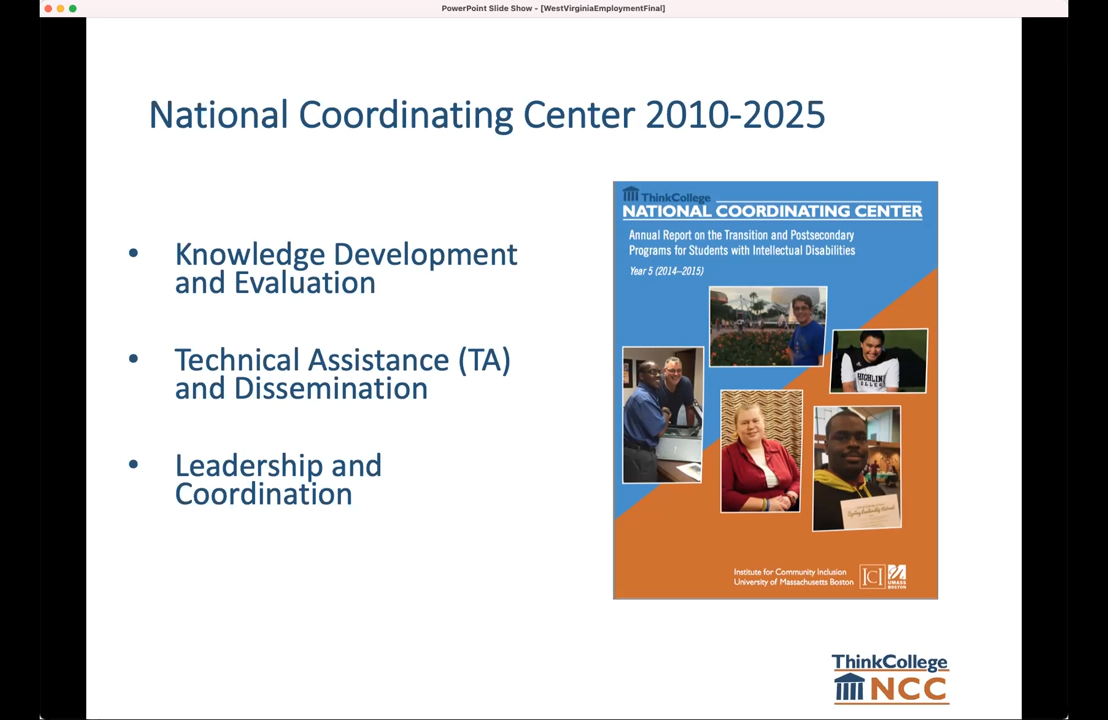 PowerPoint Slide Show - [WestVirginiaEmploymentFinal]
National Coordinating Center 2010-2025
• Knowledge Development
and Evaluation
• Technical Assistance (TA)
and Dissemination
• Leadership and
Coordination
ThinkCollege
NATIONAL COORDINATING CENTER
Annual Report on the Transition and Postsecondary
Programs for Students with Intellectual Disabilities
Year 5 (2014–2015)
HIGHLINE
COLLEGE
Institute for Community Inclusion
University of Massachusetts Boston
ICI
UMASS
BOSTON
ThinkCollege
NCC